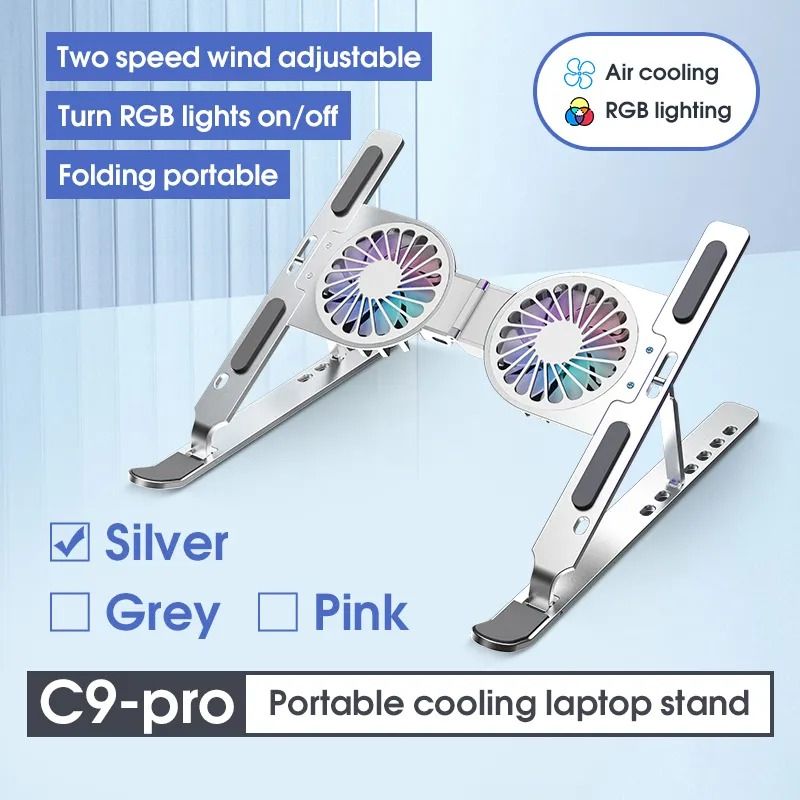 Two speed wind adjustable
Turn RGB lights on/off
Folding portable
Air cooling
RGB lighting
Silver
Grey
Pink
C9-pro
Portable cooling laptop stand